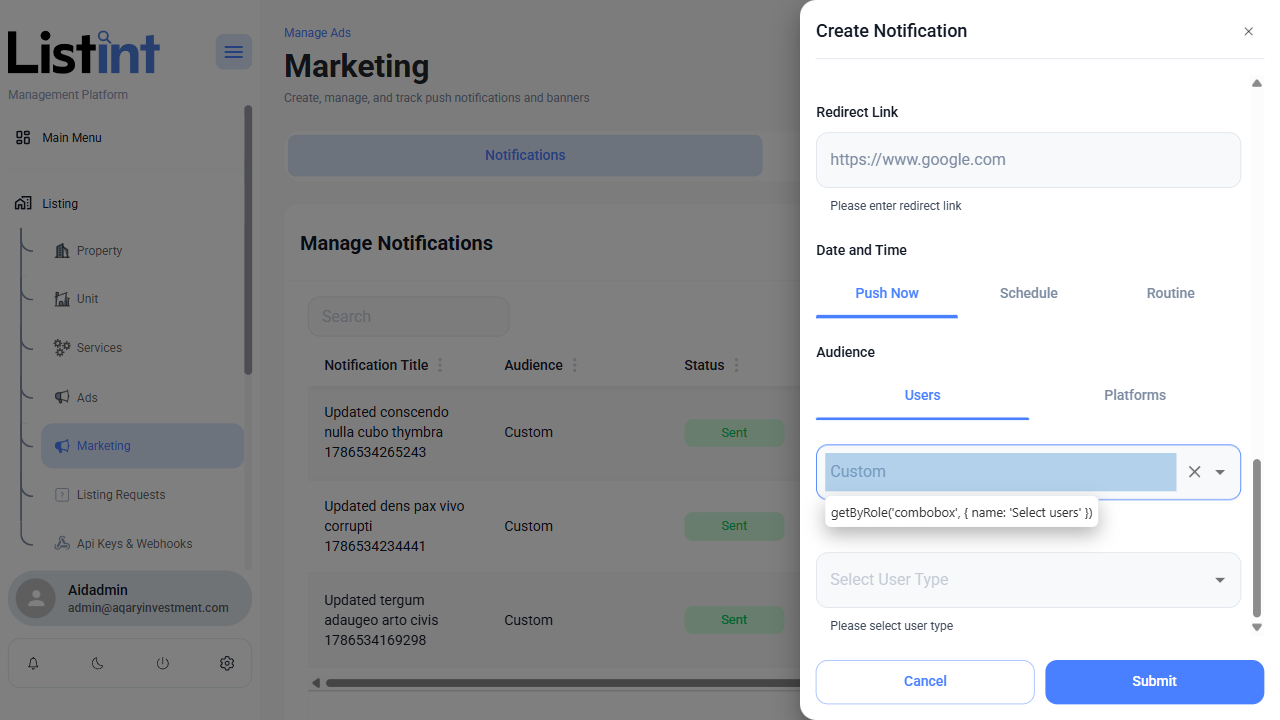 Listint
Management Platform
Main Menu
Listing
Property
Unit
Services
Ads
Marketing
Listing Requests
Api Keys & Webhooks
Aidadmin
admin@aqaryinvestment.com
Manage Ads
Marketing
Create, manage, and track push notifications and banners
Notifications
Manage Notifications
Search
Notification Title
Audience
Status
Updated conscendo
nulla cubo thymbra
1786534265243
Custom
Sent
Updated dens pax vivo
corrupti
1786534234441
Custom
Sent
Updated tergum
adaugeo arto civis
1786534169298
Custom
Sent
Create Notification
Redirect Link
https://www.google.com
Please enter redirect link
Date and Time
Push Now
Schedule
Routine
Audience
Users
Platforms
Custom
getByRole('combobox', { name: 'Select users' })
Select User Type
Please select user type
Cancel
Submit